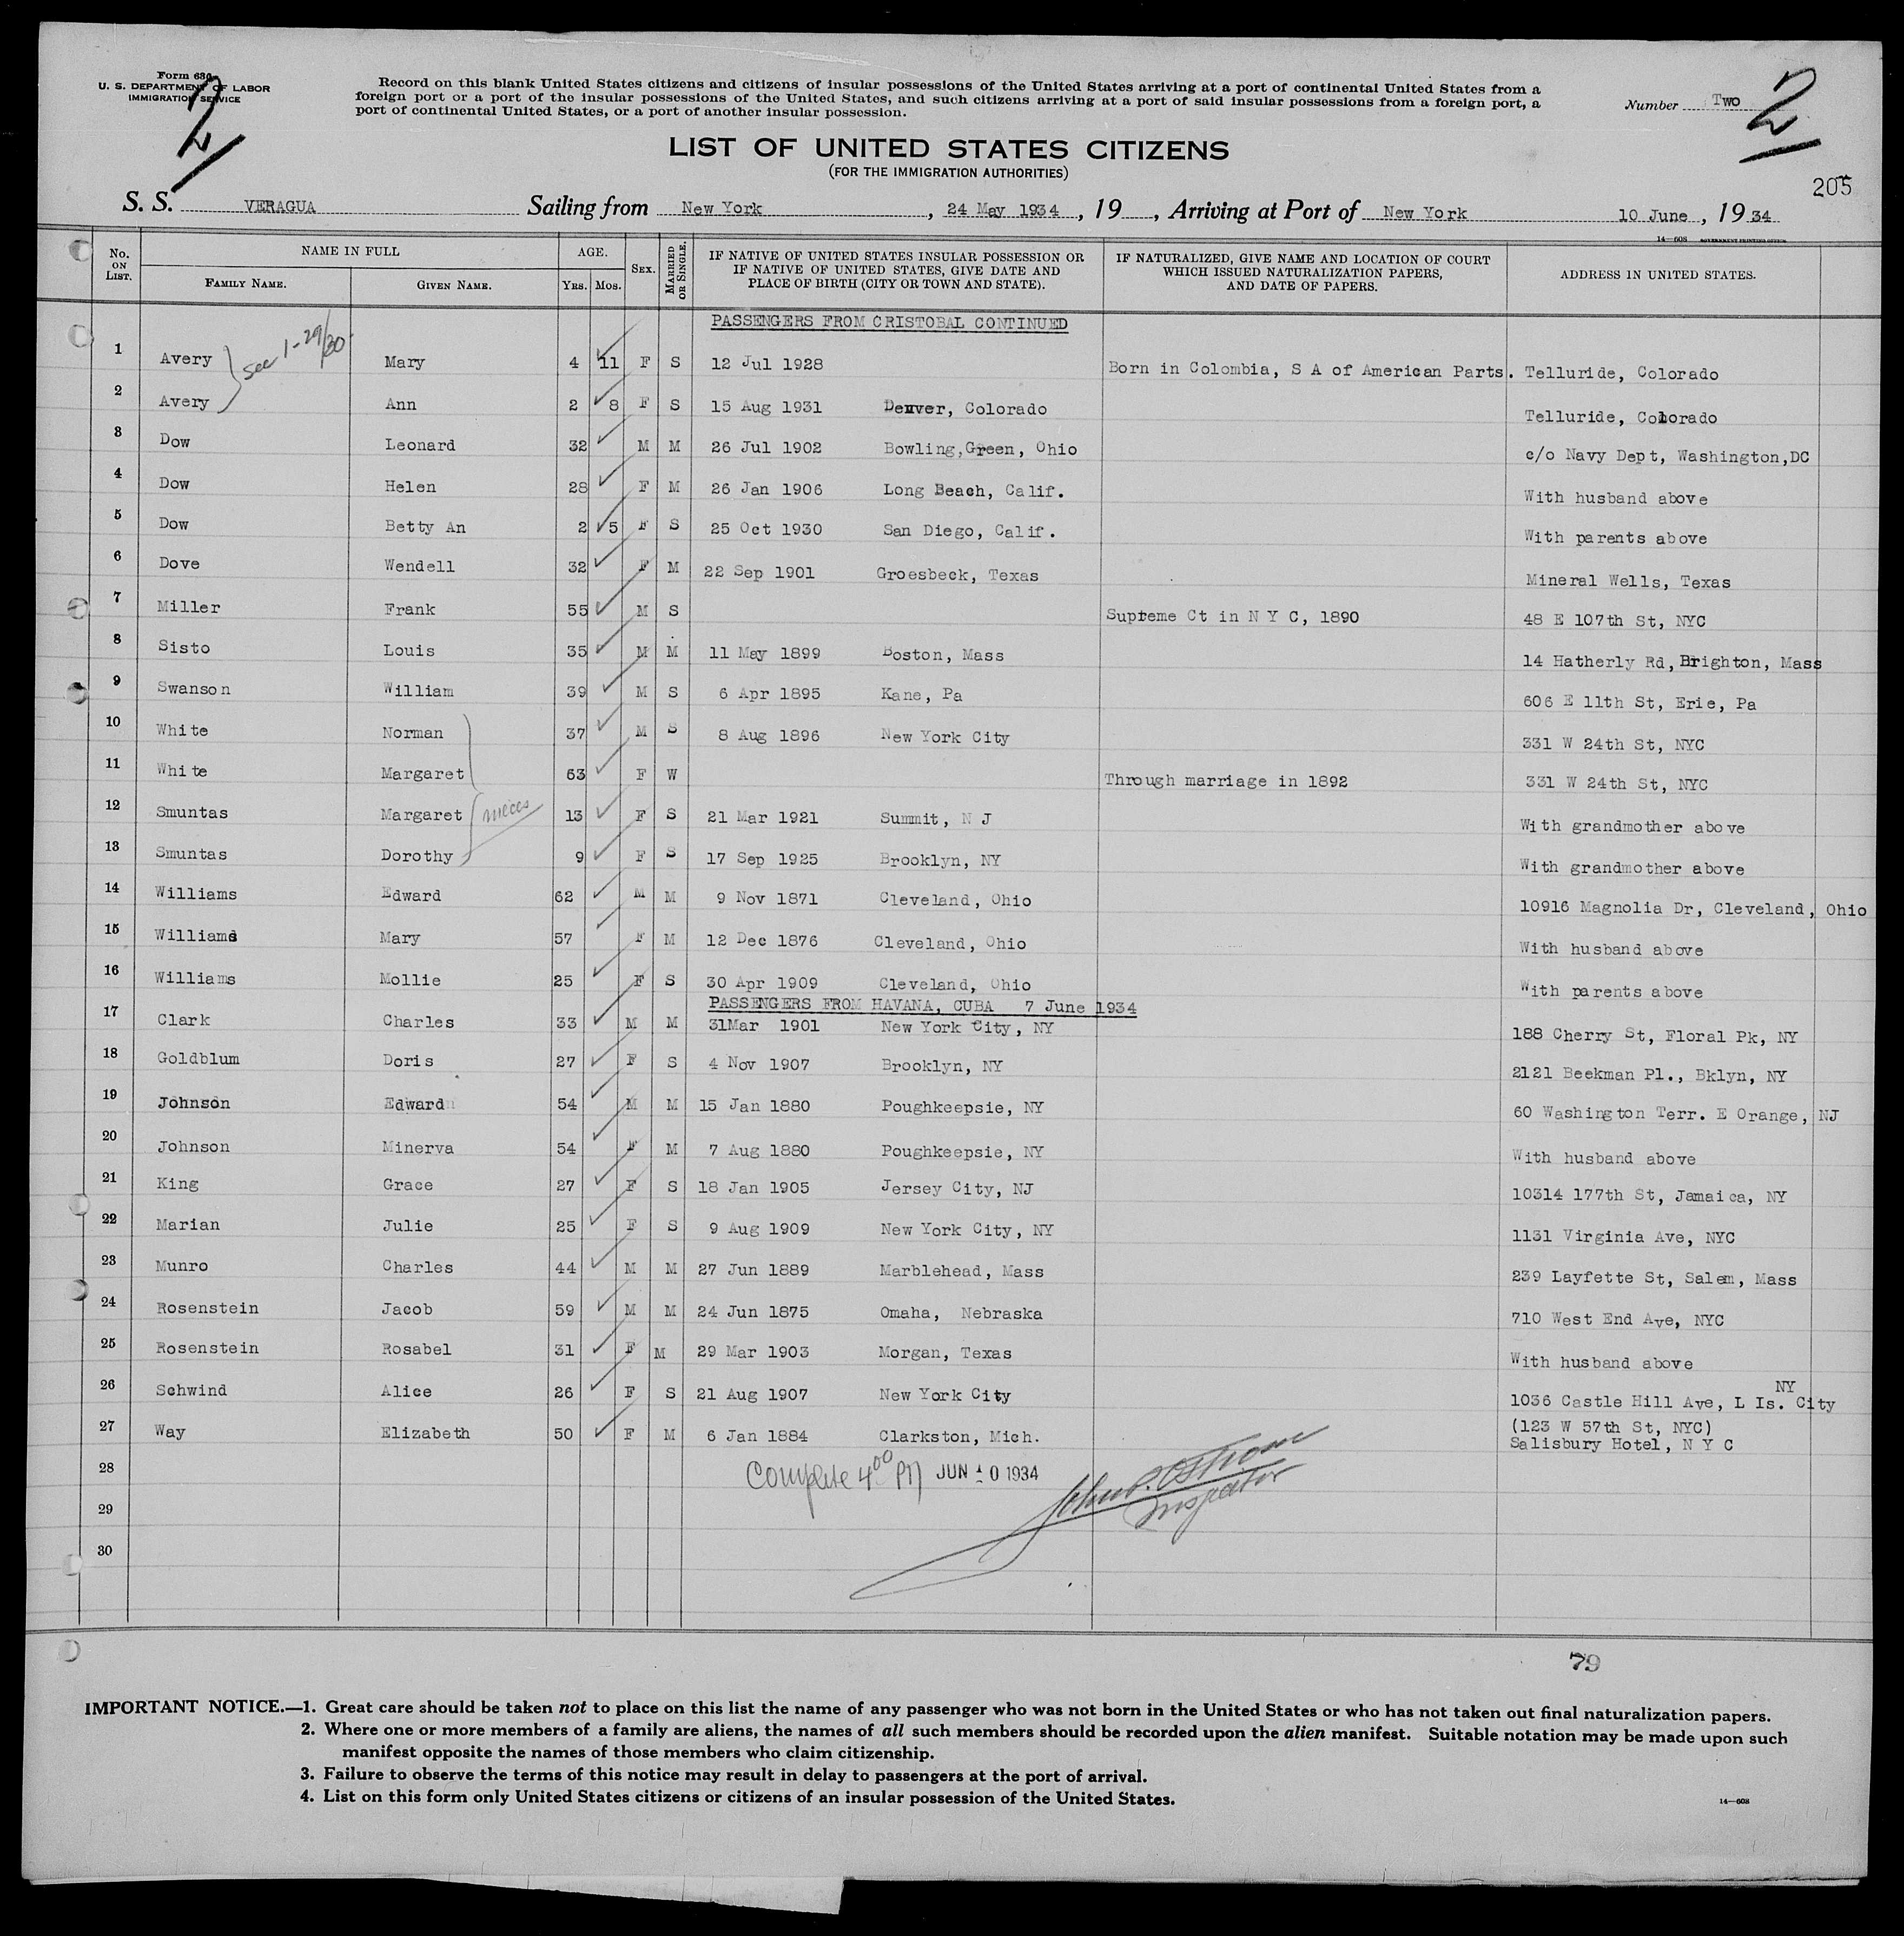 Form 630
U. S. DEPARTMENT OF LABOR
IMMIGRATION SERVICE
2
Record on this blank United States citizens and citizens of insular possessions of the United States arriving at a port of continental United States from a
foreign port or a port of the insular possessions of the United States, and such citizens arriving at a port of said insular possessions from a foreign port, a
port of continental United States, or a port of another insular possession.
Number Two
2
LIST OF UNITED STATES CITIZENS
(FOR THE IMMIGRATION AUTHORITIES)
205
S. S. VERAGUA Sailing from New York, 24 May 1934, 19 , Arriving at Port of New York 10 June, 1934
14—608 GOVERNMENT PRINTING OFFICE
No. ON LIST. NAME IN FULL FAMILY NAME. GIVEN NAME. AGE. YRS. MOS. SEX. MARRIED OR SINGLE. IF NATIVE OF UNITED STATES INSULAR POSSESSION OR IF NATIVE OF UNITED STATES, GIVE DATE AND PLACE OF BIRTH (CITY OR TOWN AND STATE). IF NATURALIZED, GIVE NAME AND LOCATION OF COURT WHICH ISSUED NATURALIZATION PAPERS, AND DATE OF PAPERS. ADDRESS IN UNITED STATES.
PASSENGERS FROM CRISTOBAL CONTINUED
See 1-29/30
1 Avery Mary 4 11 F S 12 Jul 1928 Born in Colombia, S A of American Parts. Telluride, Colorado
2 Avery Ann 2 8 F S 15 Aug 1931 Denver, Colorado Telluride, Colorado
3 Dow Leonard 32 M M 26 Jul 1902 Bowling,Green, Ohio c/o Navy Dept, Washington,DC
4 Dow Helen 28 F M 26 Jan 1906 Long Beach, Calif. With husband above
5 Dow Betty An 2 5 F S 25 Oct 1930 San Diego, Calif. With parents above
6 Dove Wendell 32 F M 22 Sep 1901 Groesbeck, Texas Mineral Wells, Texas
7 Miller Frank 55 M S Supreme Ct in N Y C, 1890 48 E 107th St, NYC
8 Sisto Louis 35 M M 11 May 1899 Boston, Mass 14 Hatherly Rd, Brighton, Mass
9 Swanson William 39 M S 6 Apr 1895 Kane, Pa 606 E 11th St, Erie, Pa
10 White Norman 37 M S 8 Aug 1896 New York City 331 W 24th St, NYC
11 White Margaret 63 F W Through marriage in 1892 331 W 24th St, NYC
12 Smuntas Margaret nieces 13 F S 21 Mar 1921 Summit, N J With grandmother above
13 Smuntas Dorothy 9 F S 17 Sep 1925 Brooklyn, NY With grandmother above
14 Williams Edward 62 M M 9 Nov 1871 Cleveland, Ohio 10916 Magnolia Dr, Cleveland, Ohio
15 Williams Mary 57 F M 12 Dec 1876 Cleveland, Ohio With husband above
16 Williams Mollie 25 F S 30 Apr 1909 Cleveland, Ohio With parents above
PASSENGERS FROM HAVANA, CUBA 7 June 1934
17 Clark Charles 33 M M 31Mar 1901 New York City, NY 188 Cherry St, Floral Pk, NY
18 Goldblum Doris 27 F S 4 Nov 1907 Brooklyn, NY 2121 Beekman Pl., Bklyn, NY
19 Johnson Edward 54 M M 15 Jan 1880 Poughkeepsie, NY 60 Washington Terr. E Orange, NJ
20 Johnson Minerva 54 F M 7 Aug 1880 Poughkeepsie, NY With husband above
21 King Grace 27 F S 18 Jan 1905 Jersey City, NJ 10314 177th St, Jamaica, NY
22 Marian Julie 25 F S 9 Aug 1909 New York City, NY 1131 Virginia Ave, NYC
23 Munro Charles 44 M M 27 Jun 1889 Marblehead, Mass 239 Layfette St, Salem, Mass
24 Rosenstein Jacob 59 M M 24 Jun 1875 Omaha, Nebraska 710 West End Ave, NYC
25 Rosenstein Rosabel 31 F M 29 Mar 1903 Morgan, Texas With husband above
NY
26 Schwind Alice 26 F S 21 Aug 1907 New York City 1036 Castle Hill Ave, L Is. City
27 Way Elizabeth 50 F M 6 Jan 1884 Clarkston, Mich. (123 W 57th St, NYC)
Salisbury Hotel, N Y C
28 Complete 4 00 PM JUN 10 1934
Inspector
29
30
79
IMPORTANT NOTICE.—1. Great care should be taken not to place on this list the name of any passenger who was not born in the United States or who has not taken out final naturalization papers.
2. Where one or more members of a family are aliens, the names of all such members should be recorded upon the alien manifest. Suitable notation may be made upon such
manifest opposite the names of those members who claim citizenship.
3. Failure to observe the terms of this notice may result in delay to passengers at the port of arrival.
4. List on this form only United States citizens or citizens of an insular possession of the United States.
14—608